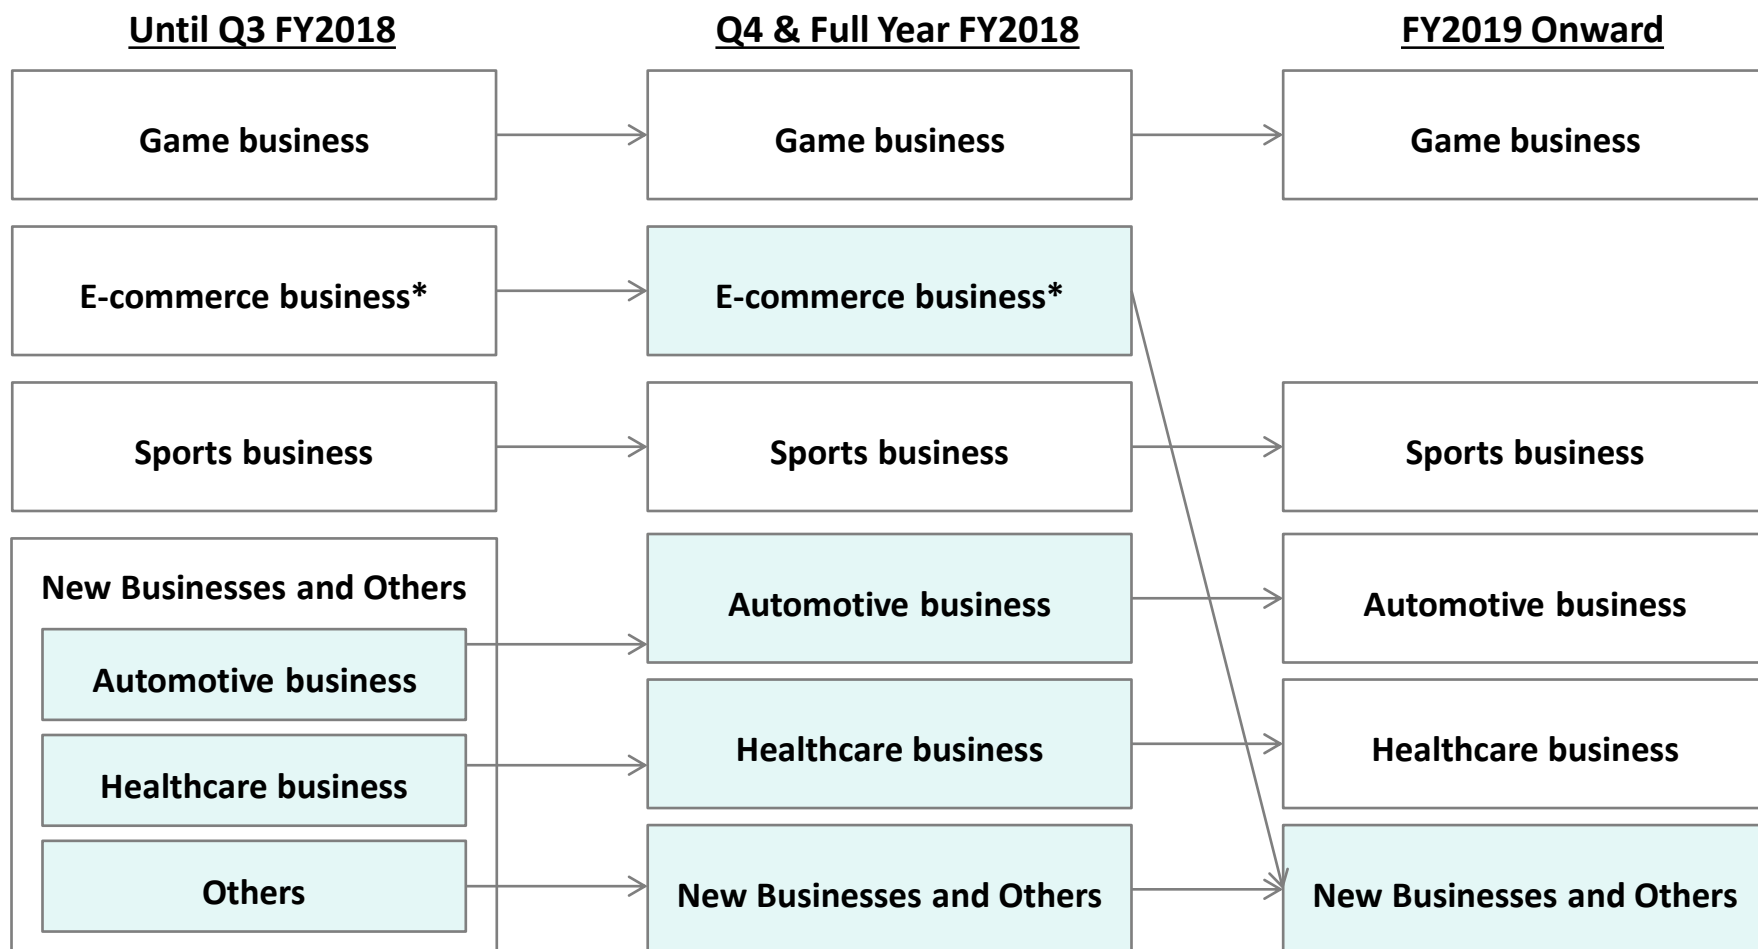 Until Q3 FY2018
Q4 & Full Year FY2018
FY2019 Onward
Game business
Game business
Game business
E-commerce business*
E-commerce business*
Sports business
Sports business
Sports business
New Businesses and Others
Automotive business
Healthcare business
Others
Automotive business
Healthcare business
New Businesses and Others
Automotive business
Healthcare business
New Businesses and Others